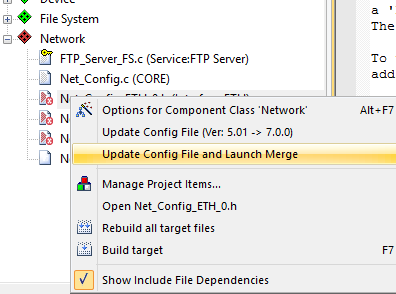 Device
File System
Network
FTP_Server_FS.c (Service:FTP Server)
Net_Config.c (CORE)
Options for Component Class 'Network' Alt+F7
Update Config File (Ver: 5.01 -> 7.0.0)
Update Config File and Launch Merge
Manage Project Items...
Open Net_Config_ETH_0.h
Rebuild all target files
Build target F7
Show Include File Dependencies
a '
The
To
add